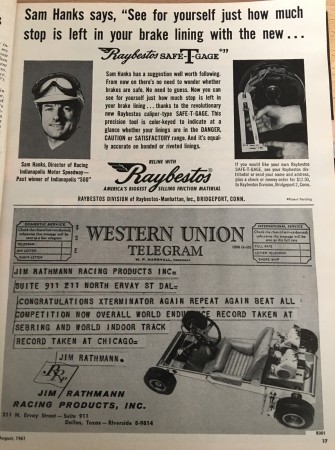 Sam Hanks says, "See for yourself just how much
stop is left in your brake lining with the new ...
Raybestos SAFE-T-GAGE"
Sam Hanks has a suggestion well worth following.
From now on there's no need to wonder whether
brakes are safe. No need to guess. Now you can
see for yourself just how much stop is left in your
brake lining ... thanks to the revolutionary
new Raybestos caliper-type SAFE-T-GAGE. This
precision tool is color-keyed to indicate at a
glance whether your linings are in the DANGER,
CAUTION or SATISFACTORY range. And it's equal-
ly accurate on bonded or riveted linings.
Sam Hanks, Director of Racing
Indianapolis Motor Speedway—
Past winner of Indianapolis "500"
If you would like your own Raybestos
SAFE-T-GAGE, see your Raybestos dis-
tributor or send your name and address,
plus a check or money order for
to Raybestos Division, Bridgeport 2, Conn.
RELINE WITH
Raybestos
AMERICA'S BIGGEST SELLING FRICTION MATERIAL
RAYBESTOS DIVISION of Raybestos-Manhattan, Inc., BRIDGEPORT, CONN.
DOMESTIC SERVICE
INTERNATIONAL SERVICE
WESTERN UNION
TELEGRAM
JIM RATHMANN RACING PRODUCTS INC=
SUITE 911 211 NORTH ERVAY ST DAL=
CONGRATULATIONS XTERMINATOR AGAIN REPEAT AGAIN BEAT ALL
COMPETITION NOW OVERALL WORLD ENDURANCE RECORD TAKEN AT
SEBRING AND WORLD INDOOR TRACK
RECORD TAKEN AT CHICAGO=
JIM RATHMANN=
JIM RATHMANN
RACING PRODUCTS, INC.
211 N. Ervay Street - Suite 911
Dallas, Texas - Riverside 8-9814
August, 1961
17